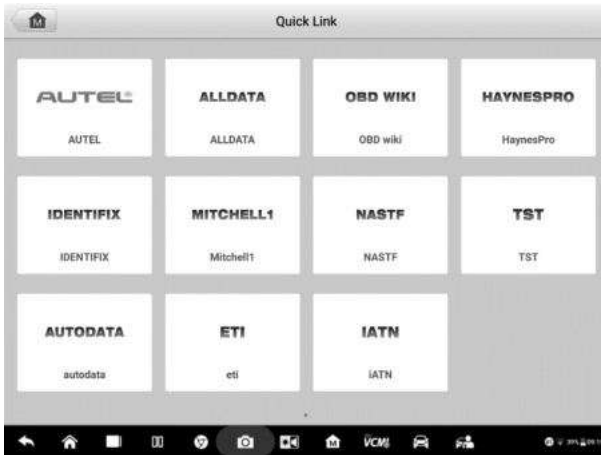 Quick Link
AUTEL
ALLDATA
OBD WIKI
HAYNESPRO
AUTEL
ALLDATA
OBD wiki
HaynesPro
IDENTIFIX
MITCHELL1
NASTF
TST
IDENTIFIX
Mitchell1
NASTF
TST
AUTODATA
ETI
IATN
autodata
eti
iATN
VCMI